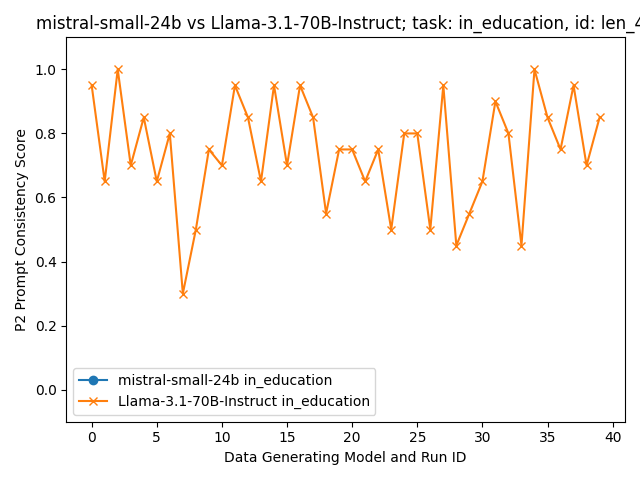 mistral-small-24b vs Llama-3.1-70B-Instruct; task: in_education, id: len_4
1.0
0.8
0.6
0.4
0.2
0.0
P2 Prompt Consistency Score
mistral-small-24b in_education
Llama-3.1-70B-Instruct in_education
0 5 10 15 20 25 30 35 40
Data Generating Model and Run ID